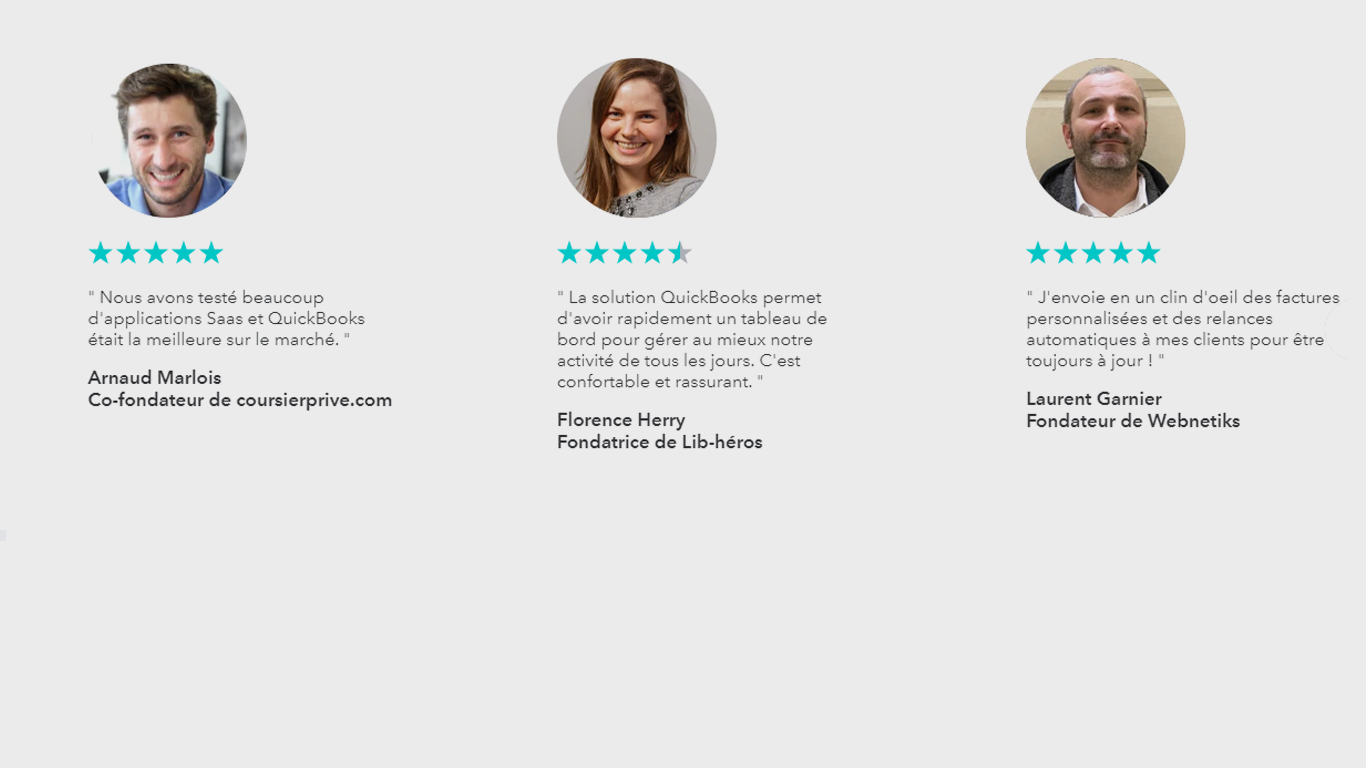 " Nous avons testé beaucoup
d'applications Saas et QuickBooks
était la meilleure sur le marché. "
Arnaud Marlois
Co-fondateur de coursierprive.com
" La solution QuickBooks permet
d'avoir rapidement un tableau de
bord pour gérer au mieux notre
activité de tous les jours. C'est
confortable et rassurant. "
Florence Herry
Fondatrice de Lib-héros
" J'envoie en un clin d'oeil des factures
personnalisées et des relances
automatiques à mes clients pour être
toujours à jour ! "
Laurent Garnier
Fondateur de Webnetiks